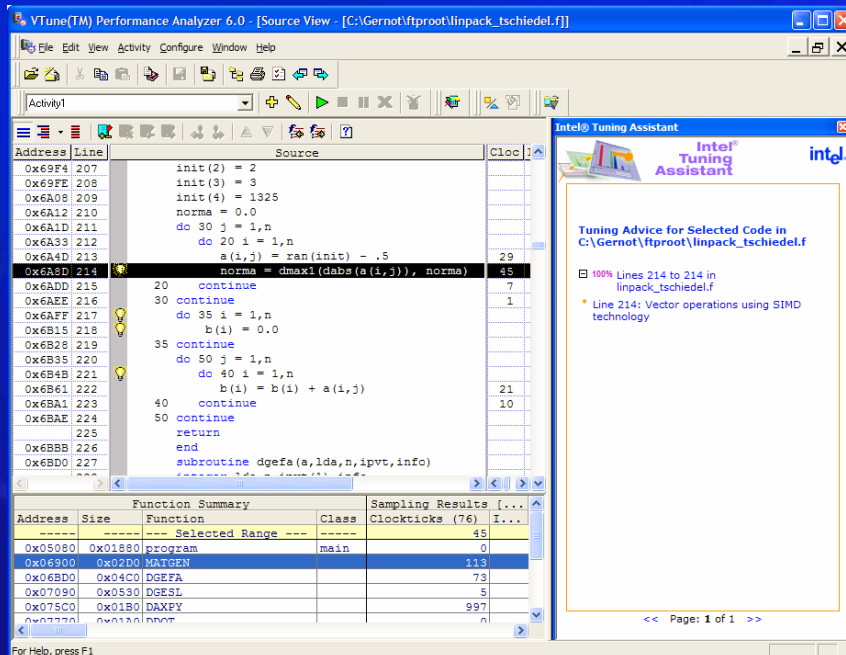 VTune(TM) Performance Analyzer 6.0 - [Source View - [C:\Gernot\ftproot\linpack_tschiedel.f]]
File Edit View Activity Configure Window Help
Activity1
Address Line Source Cloc
0x69F4 207 init(2) = 2
0x69FE 208 init(3) = 3
0x6A08 209 init(4) = 1325
0x6A12 210 norma = 0.0
0x6A1D 211 do 30 j = 1,n
0x6A33 212 do 20 i = 1,n
0x6A4D 213 a(i,j) = ran(init) - .5 29
0x6A8D 214 norma = dmax1(dabs(a(i,j)), norma) 45
0x6ADD 215 20 continue 7
0x6AEE 216 30 continue 1
0x6AFF 217 do 35 i = 1,n
0x6B15 218 b(i) = 0.0
0x6B28 219 35 continue
0x6B35 220 do 50 j = 1,n
0x6B4B 221 do 40 i = 1,n
0x6B61 222 b(i) = b(i) + a(i,j) 21
0x6BA1 223 40 continue 10
0x6BAE 224 50 continue
225 return
0x6BBB 226 end
0x6BD0 227 subroutine dgefa(a,lda,n,ipvt,info)
Function Summary Sampling Results [...
Address Size Function Class Clockticks (76) I...
----- ----- --- Selected Range --- ----- 45
0x05080 0x01880 program main 0
0x06900 0x02D0 MATGEN 113
0x06BD0 0x04C0 DGEFA 73
0x07090 0x0530 DGESL 5
0x075C0 0x01B0 DAXPY 997
0x07770 0x01A0 DDOT 0
For Help, press F1
Intel® Tuning Assistant
Intel®
Tuning
Assistant
intel.
Tuning Advice for Selected Code in
C:\Gernot\ftproot\linpack_tschiedel.f
100% Lines 214 to 214 in
linpack_tschiedel.f
* Line 214: Vector operations using SIMD
technology
<< Page: 1 of 1 >>